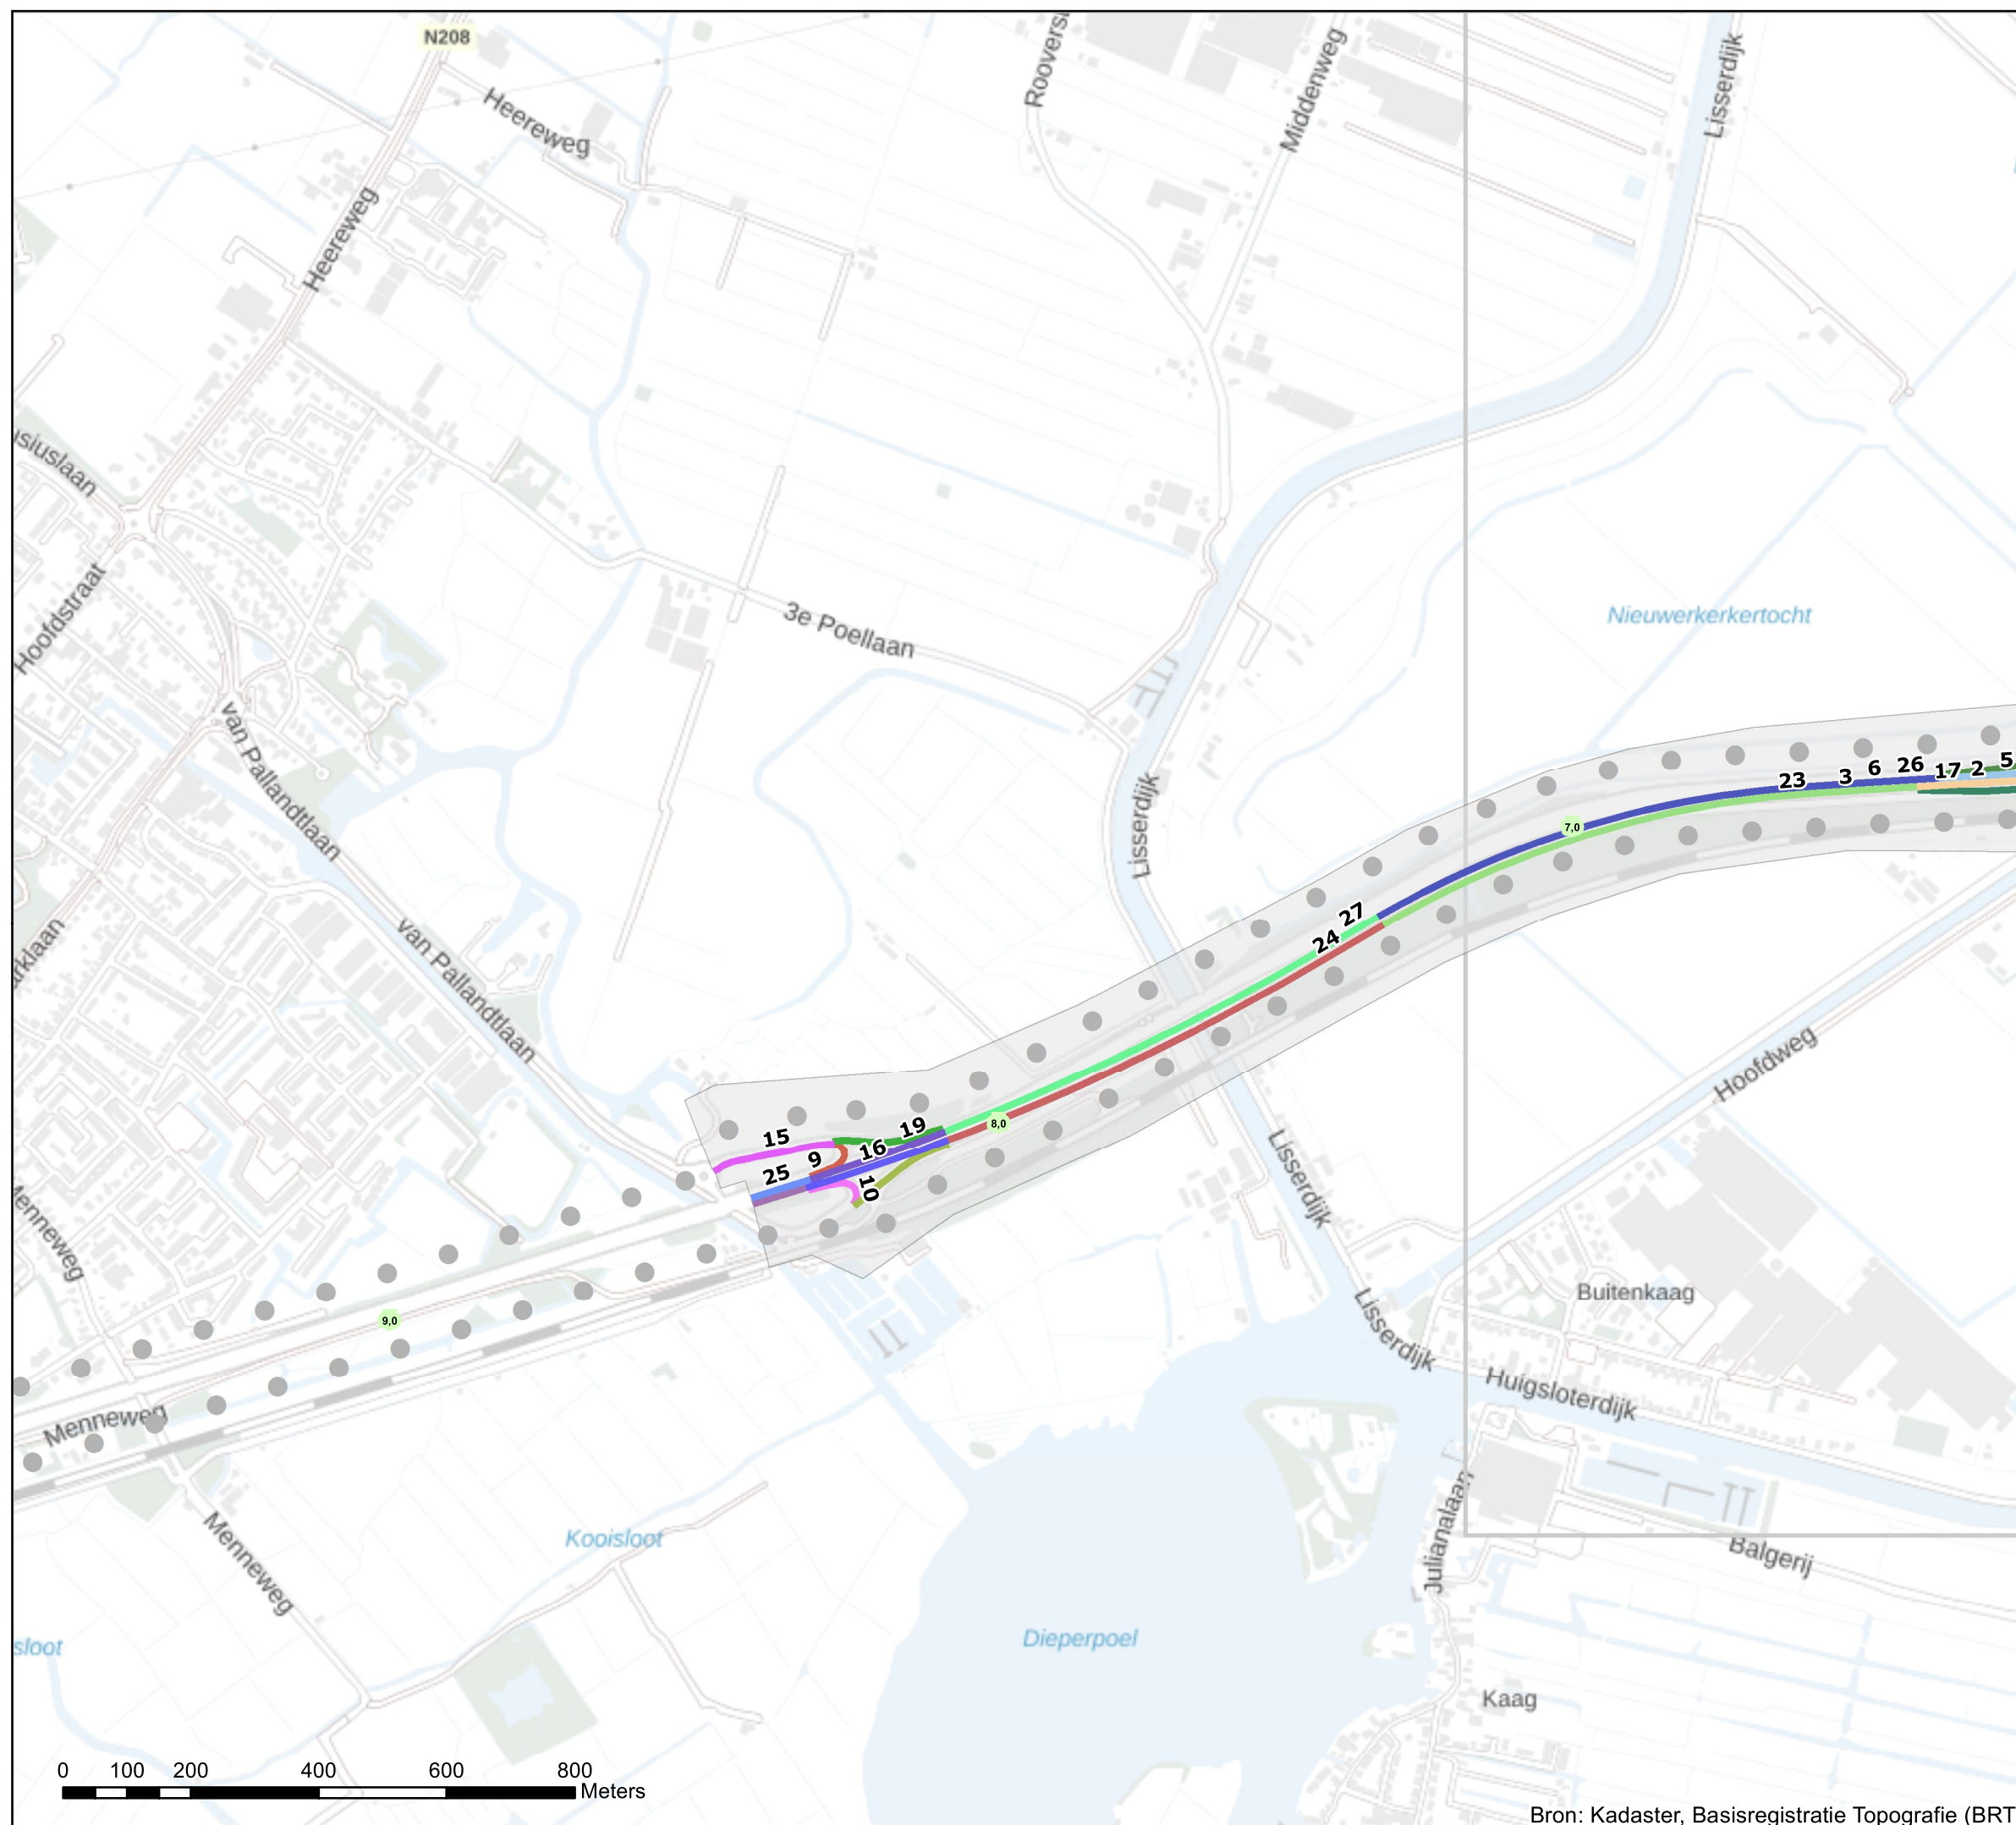 N208
Heereweg
Heereweg
Middenweg
Lisserdijk
Hoofdstraat
3e Poellaan
Nieuwerkerkertocht
van Pallandtlaan
van Pallandtlaan
Lisserdijk
23 3 6 26 17 2 5
7,0
27
24
8,0
19
16
15
9
25
10
Hoofdweg
Lisserdijk
Lisserdijk
Buitenkaag
Huigsloterdijk
9,0
Menneweg
Menneweg
Menneweg
Kooisloot
Julianalaan
Balgerij
Dieperpoel
Kaag
sloot
0 100 200 400 600 800
Meters
Bron: Kadaster, Basisregistratie Topografie (BRT